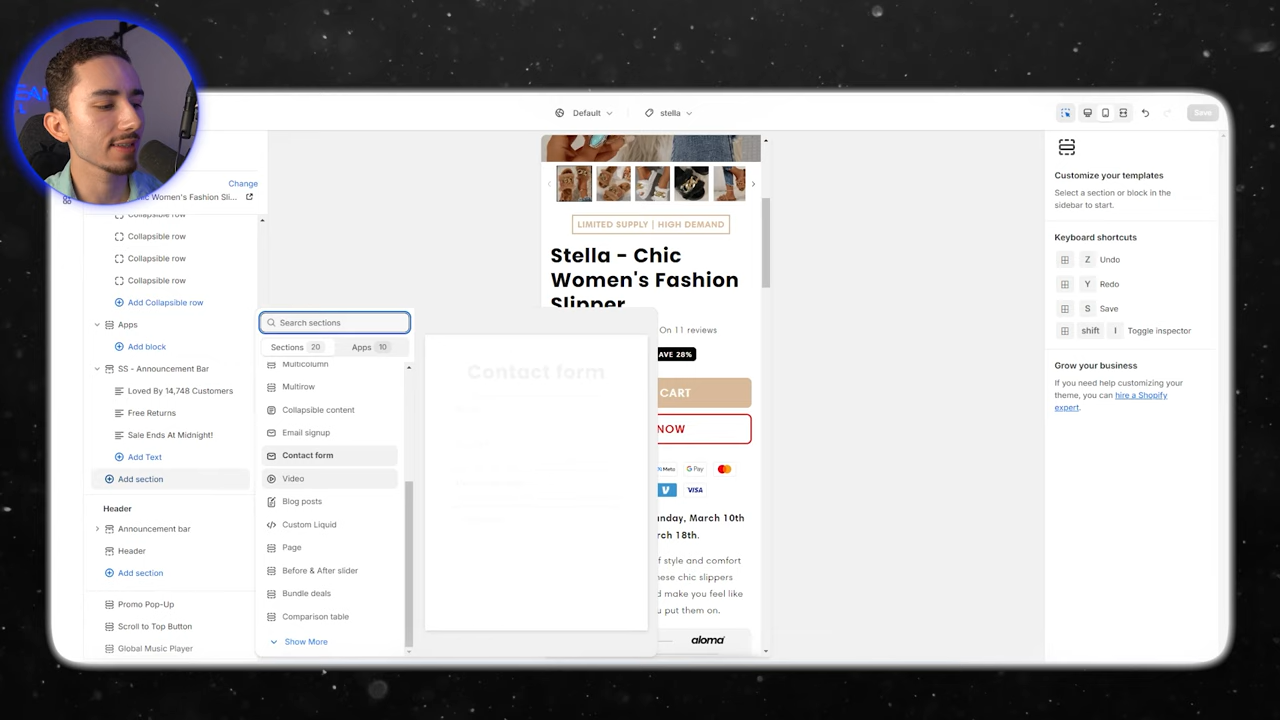 Default
stella
Save
Change
hic Women's Fashion Sli...
Collapsible row
Collapsible row
Collapsible row
Collapsible row
Add Collapsible row
Apps
Add block
SS - Announcement Bar
Loved By 14,748 Customers
Free Returns
Sale Ends At Midnight!
Add Text
Add section
Header
Announcement bar
Header
Add section
Promo Pop-Up
Scroll to Top Button
Global Music Player
Search sections
Sections 20
Apps 10
Multicolumn
Multirow
Collapsible content
Email signup
Contact form
Video
Blog posts
Custom Liquid
Page
Before & After slider
Bundle deals
Comparison table
Show More
Contact form
LIMITED SUPPLY | HIGH DEMAND
Stella - Chic
Women's Fashion
Slipper
On 11 reviews
AVE 28%
CART
NOW
Meta
G Pay
VISA
unday, March 10th
rch 18th.
f style and comfort
hese chic slippers
d make you feel like
u put them on.
aloma
Customize your templates
Select a section or block in the
sidebar to start.
Keyboard shortcuts
Z Undo
Y Redo
S Save
shift I Toggle inspector
Grow your business
If you need help customizing your
theme, you can hire a Shopify
expert.